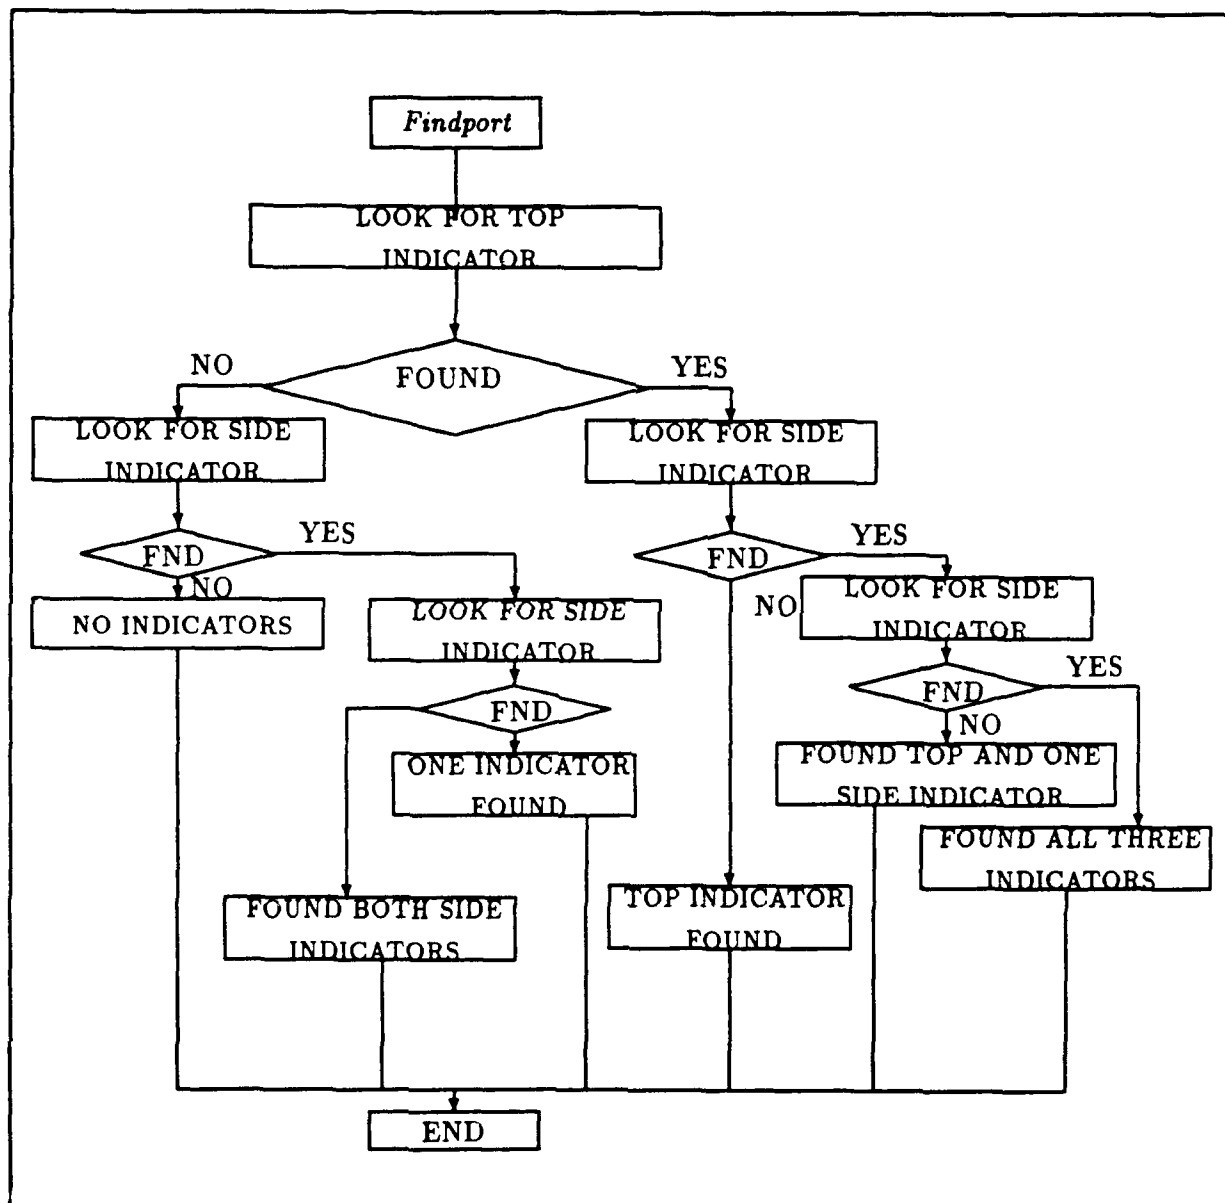 Findport
LOOK FOR TOP
INDICATOR
NO
YES
FOUND
LOOK FOR SIDE
INDICATOR
LOOK FOR SIDE
INDICATOR
YES
FND
NO
NO INDICATORS
LOOK FOR SIDE
INDICATOR
FND
ONE INDICATOR
FOUND
FOUND BOTH SIDE
INDICATORS
YES
FND
NO
LOOK FOR SIDE
INDICATOR
YES
FND
NO
FOUND TOP AND ONE
SIDE INDICATOR
FOUND ALL THREE
INDICATORS
TOP INDICATOR
FOUND
END